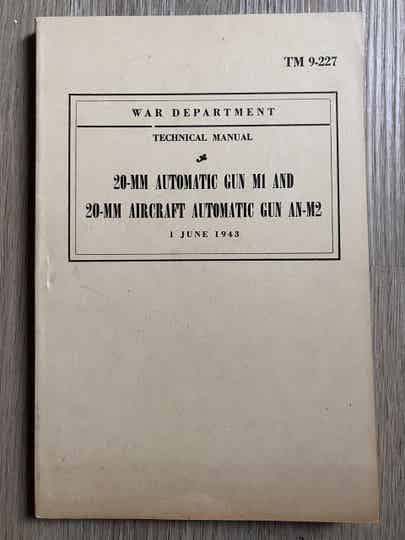 TM 9-227
WAR DEPARTMENT
TECHNICAL MANUAL
20-MM AUTOMATIC GUN M1 AND
20-MM AIRCRAFT AUTOMATIC GUN AN-M2
1 JUNE 1943